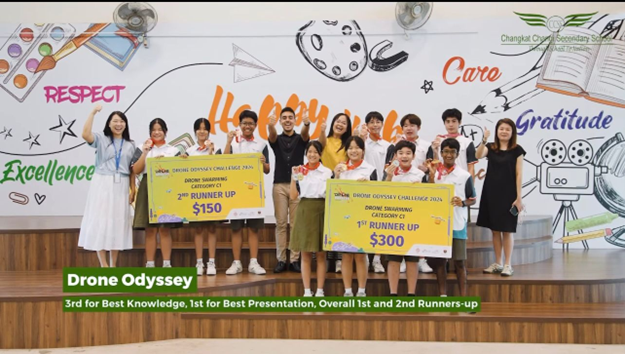 Changkat Changi Secondary School
RESPECT
Care
Happy
Gratitude
Excellence
DRONE ODYSSEY CHALLENGE 2024
DRONE SWARMING
CATEGORY C1
2ND RUNNER UP
$150
DRONE ODYSSEY CHALLENGE 2024
DRONE SWARMING
CATEGORY C1
1ST RUNNER UP
$300
Drone Odyssey
3rd for Best Knowledge, 1st for Best Presentation, Overall 1st and 2nd Runners-up